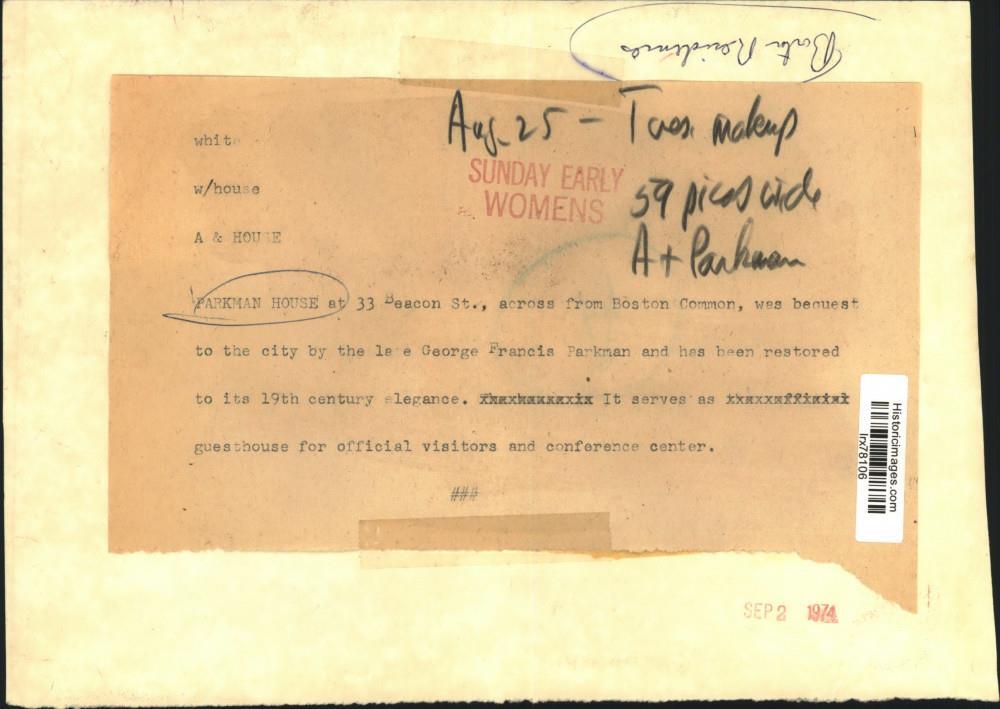 Aug 25 - Tues. makeup
white
SUNDAY EARLY
WOMENS
w/house
59 picas wide
A & HOUSE
A + Parkman
PARKMAN HOUSE at 33 Beacon St., across from Boston Common, was bequest
to the city by the late George Francis Parkman and has been restored
to its 19th century elegance. It serves as
guesthouse for official visitors and conference center.
###
Historicimages.com
lrx78106
SEP 2 1974